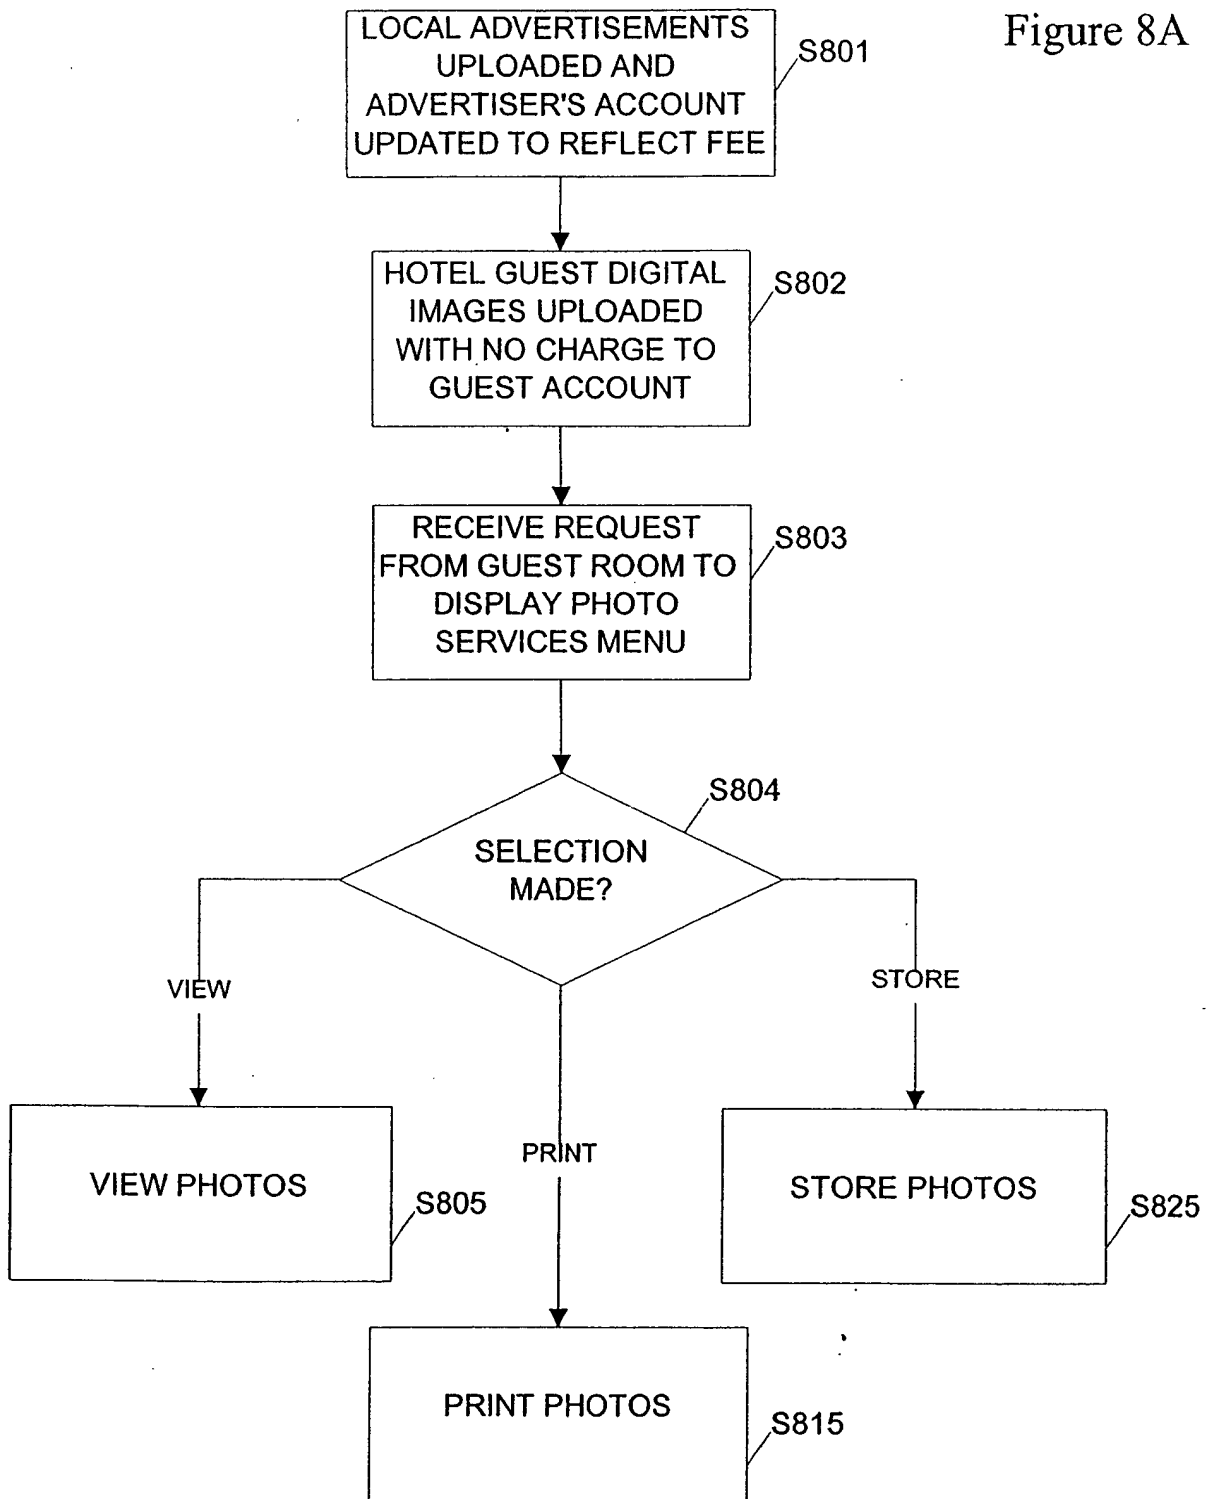 Figure 8A
LOCAL ADVERTISEMENTS
UPLOADED AND
ADVERTISER'S ACCOUNT
UPDATED TO REFLECT FEE
S801
HOTEL GUEST DIGITAL
IMAGES UPLOADED
WITH NO CHARGE TO
GUEST ACCOUNT
S802
RECEIVE REQUEST
FROM GUEST ROOM TO
DISPLAY PHOTO
SERVICES MENU
S803
SELECTION
MADE?
S804
VIEW
STORE
PRINT
VIEW PHOTOS
S805
STORE PHOTOS
S825
PRINT PHOTOS
S815